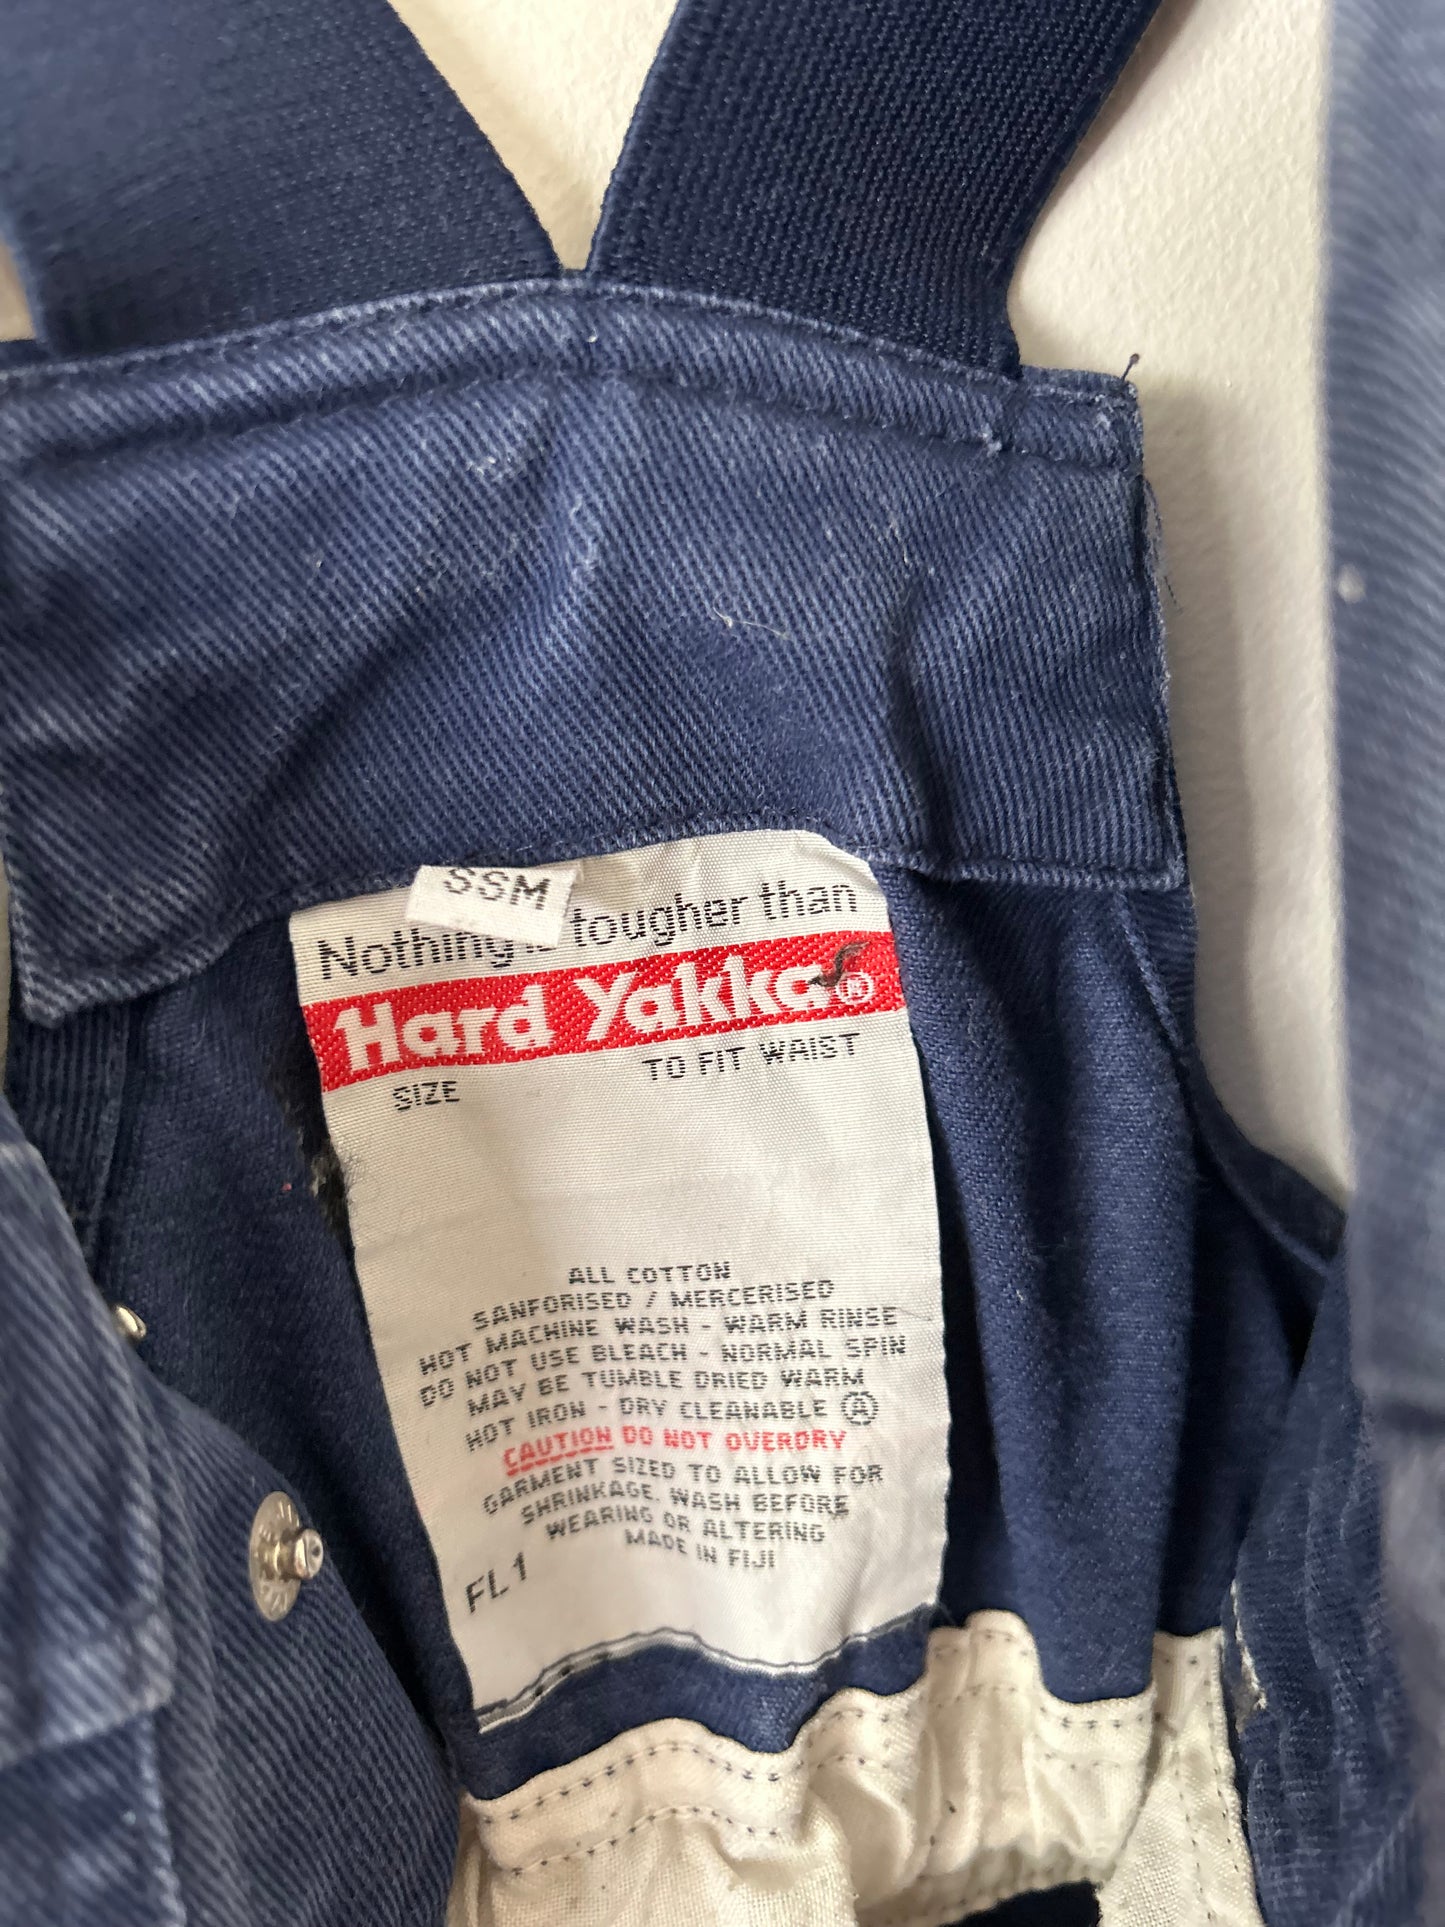 SSM
Nothing is tougher than
Hard Yakka ®
SIZE TO FIT WAIST
ALL COTTON
SANFORISED / MERCERISED
HOT MACHINE WASH - WARM RINSE
DO NOT USE BLEACH - NORMAL SPIN
MAY BE TUMBLE DRIED WARM
HOT IRON - DRY CLEANABLE Ⓐ
CAUTION DO NOT OVERDRY
GARMENT SIZED TO ALLOW FOR
SHRINKAGE. WASH BEFORE
WEARING OR ALTERING
MADE IN FIJI
FL1